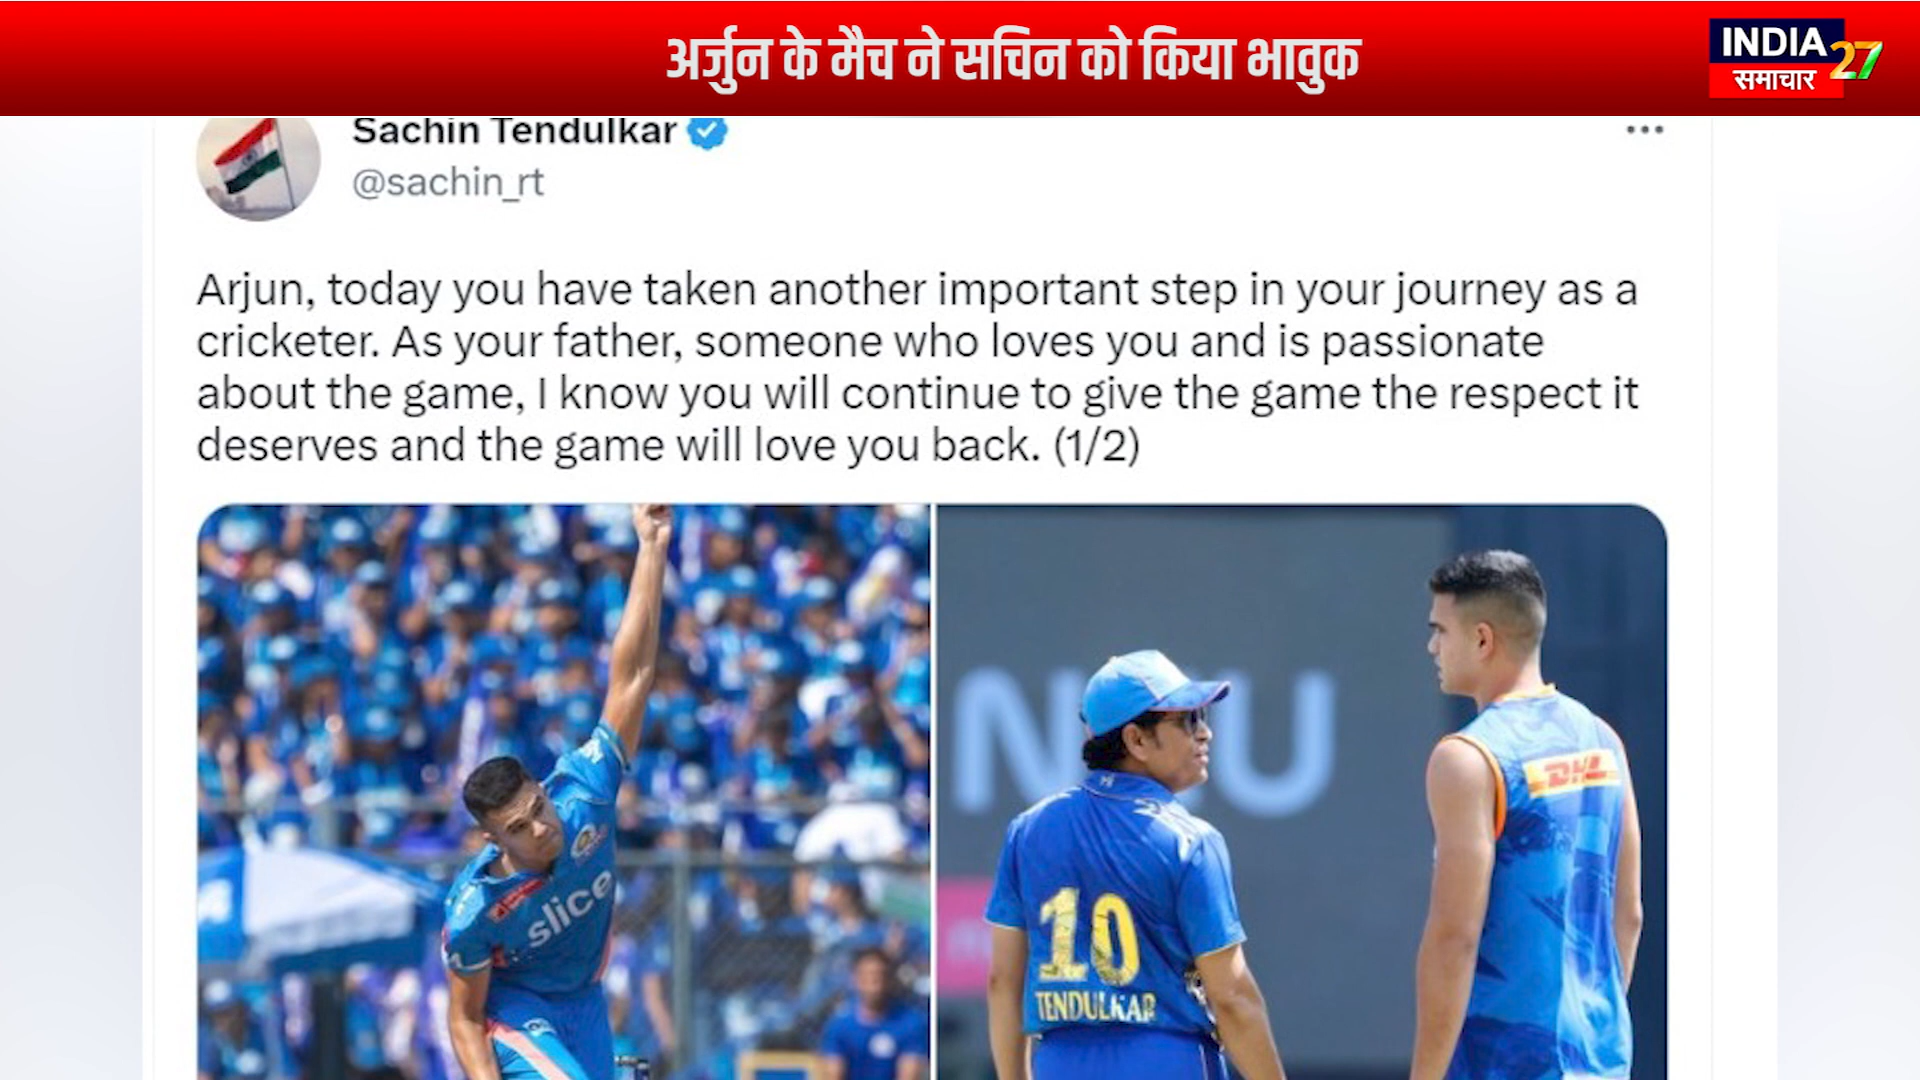 अर्जुन के मैच ने सचिन को किया भावुक
INDIA 27
समाचार
Sachin Tendulkar
@sachin_rt
Arjun, today you have taken another important step in your journey as a
cricketer. As your father, someone who loves you and is passionate
about the game, I know you will continue to give the game the respect it
deserves and the game will love you back. (1/2)
slice
DHL
10
TENDULKAR